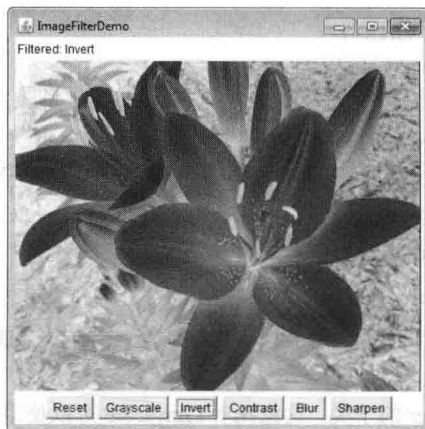 ImageFilterDemo
Filtered: Invert
Reset Grayscale Invert Contrast Blur Sharpen